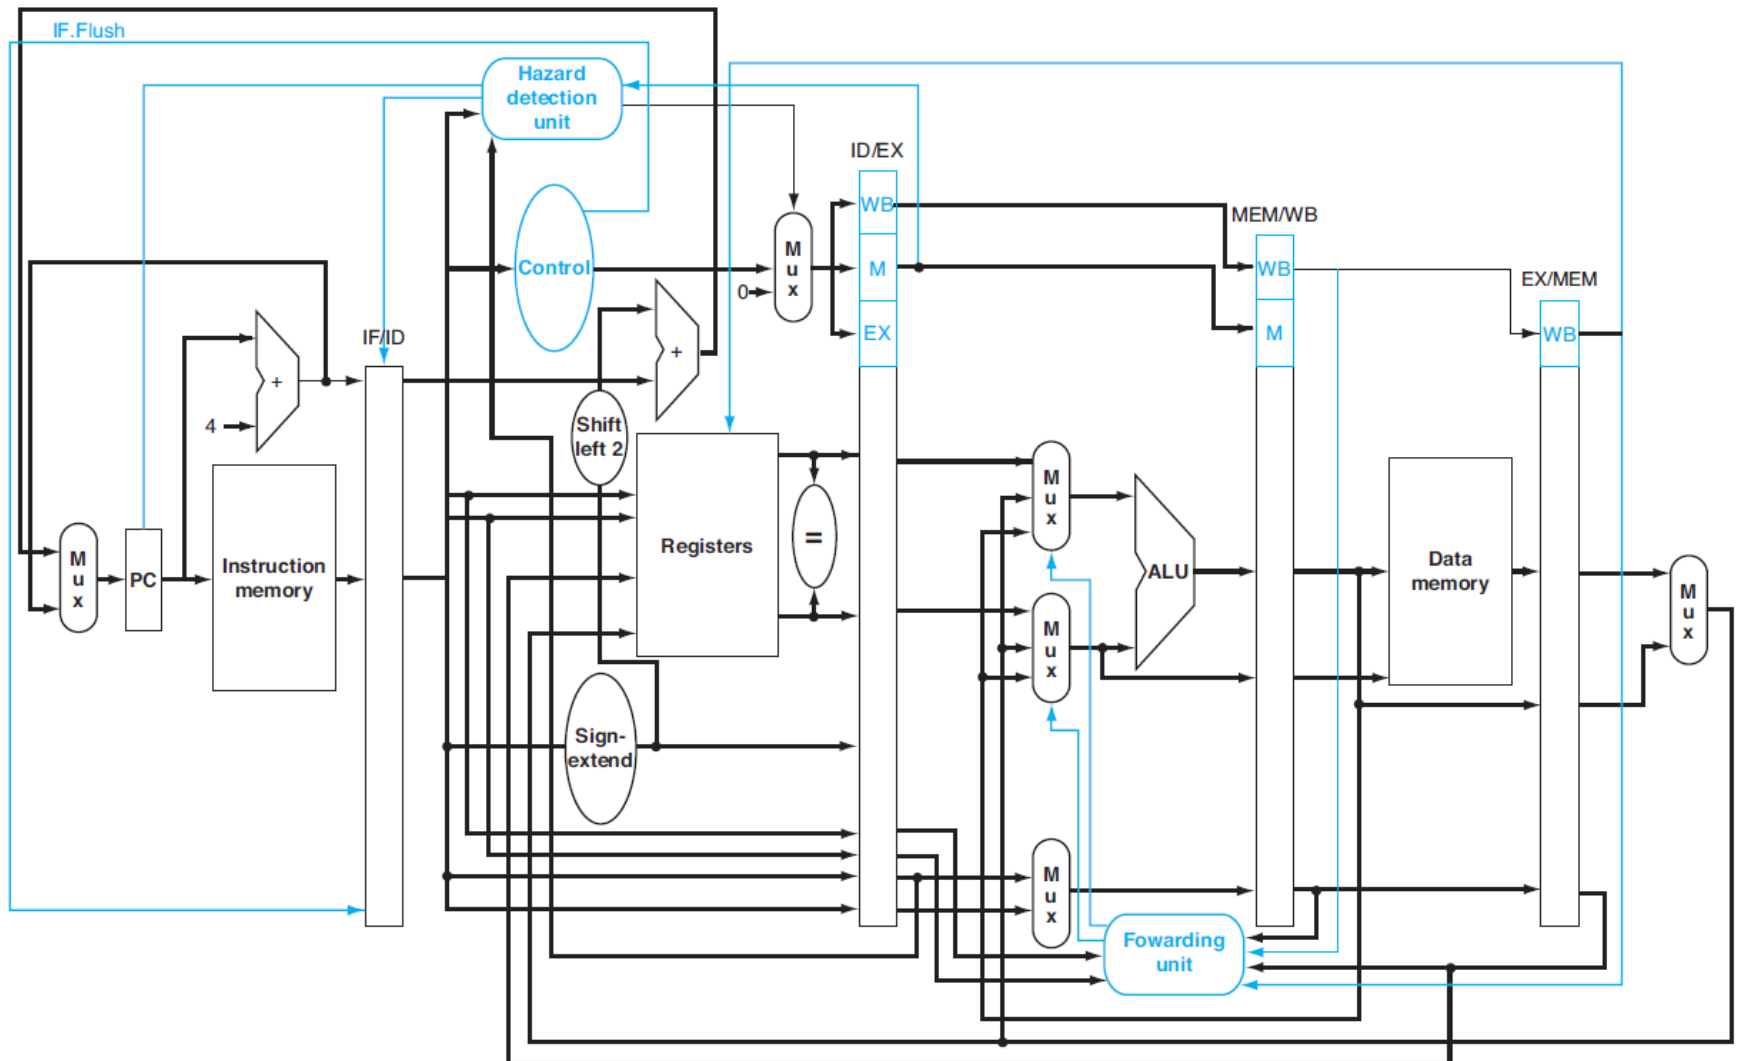 IF.Flush
Hazard
detection
unit
ID/EX
WB
MEM/WB
M
u
x
Control
M
WB
EX/MEM
0
IF/ID
+
EX
M
WB
+
4
Shift
left 2
M
u
x
Data
memory
M
u
x
PC
Instruction
memory
Registers
=
ALU
M
u
x
M
u
x
Sign-
extend
M
u
x
Fowarding
unit